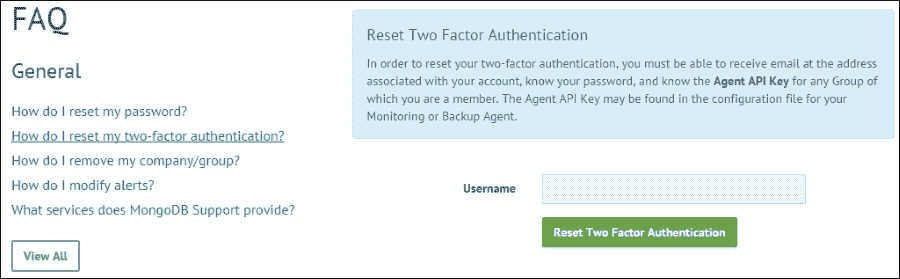 FAQ
General
How do I reset my password?
How do I reset my two-factor authentication?
How do I remove my company/group?
How do I modify alerts?
What services does MongoDB Support provide?
View All
Reset Two Factor Authentication
In order to reset your two-factor authentication, you must be able to receive email at the address
associated with your account, know your password, and know the Agent API Key for any Group of
which you are a member. The Agent API Key may be found in the configuration file for your
Monitoring or Backup Agent.
Username
Reset Two Factor Authentication